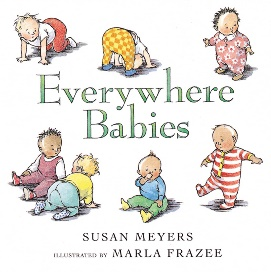 Everywhere
Babies
SUSAN MEYERS
ILLUSTRATED BY MARLA FRAZEE